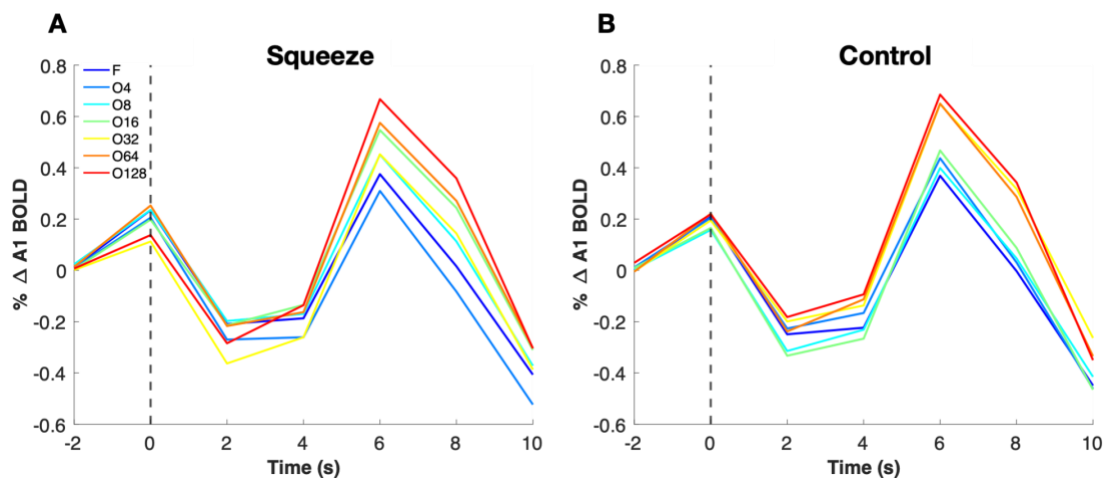 A
Squeeze
% △ A1 BOLD
0.8
0.6
0.4
0.2
0
-0.2
-0.4
-0.6
F
O4
O8
O16
O32
O64
O128
-2
0
2
4
6
8
10
Time (s)
B
Control
% △ A1 BOLD
0.8
0.6
0.4
0.2
0
-0.2
-0.4
-0.6
-2
0
2
4
6
8
10
Time (s)